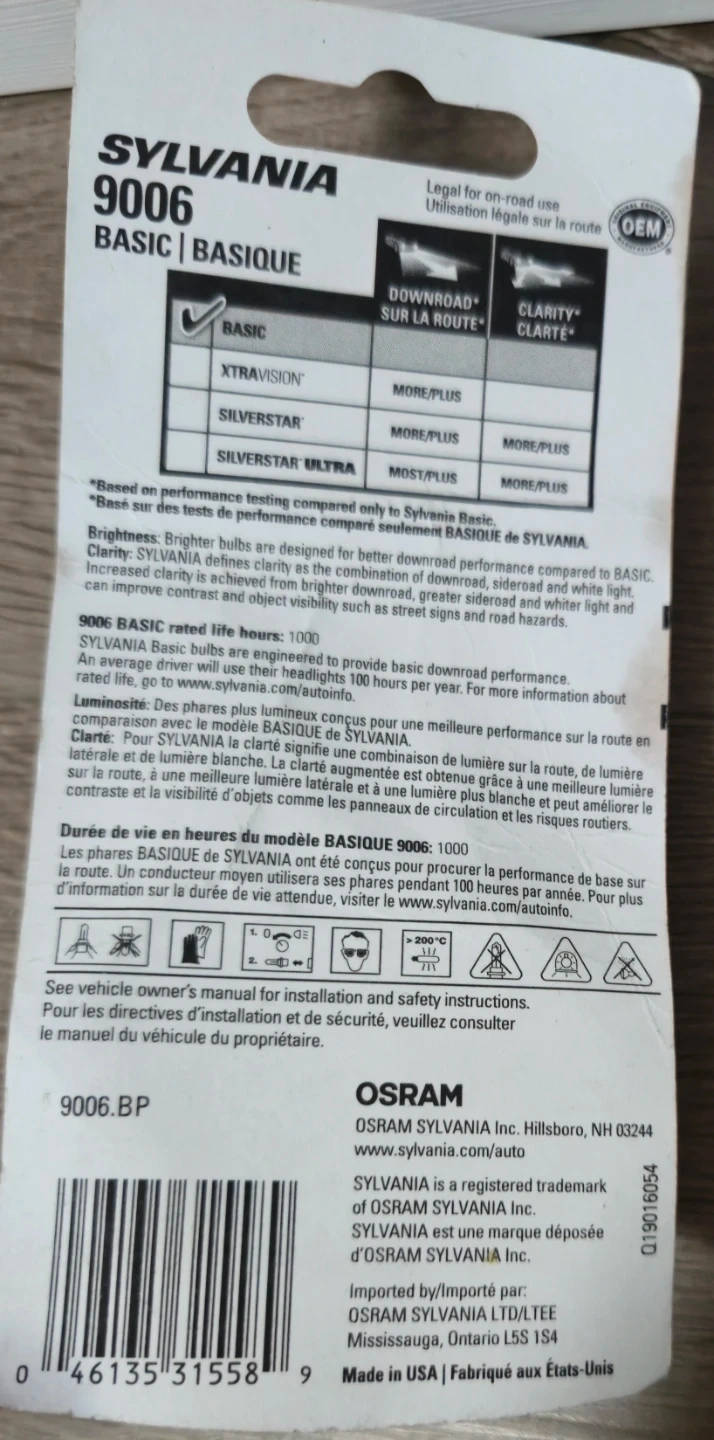 SYLVANIA
9006
BASIC | BASIQUE
Legal for on-road use
Utilisation légale sur la route
OEM
DOWNROAD*
SUR LA ROUTE*
CLARITY*
CLARTÉ*
BASIC
XTRAVISION MORE/PLUS
SILVERSTAR MORE/PLUS MORE/PLUS
SILVERSTAR ULTRA MOST/PLUS MORE/PLUS
*Based on performance testing compared only to Sylvania Basic.
*Basé sur des tests de performance comparé seulement BASIQUE de SYLVANIA.
Brightness: Brighter bulbs are designed for better downroad performance compared to BASIC.
Clarity: SYLVANIA defines clarity as the combination of downroad, sideroad and white light.
Increased clarity is achieved from brighter downroad, greater sideroad and whiter light and
can improve contrast and object visibility such as street signs and road hazards.
9006 BASIC rated life hours: 1000
SYLVANIA Basic bulbs are engineered to provide basic downroad performance.
An average driver will use their headlights 100 hours per year. For more information about
rated life, go to www.sylvania.com/autoinfo.
Luminosité: Des phares plus lumineux conçus pour une meilleure performance sur la route en
comparaison avec le modèle BASIQUE de SYLVANIA.
Clarté: Pour SYLVANIA la clarté signifie une combinaison de lumière sur la route, de lumière
latérale et de lumière blanche. La clarté augmentée est obtenue grâce à une meilleure lumière
sur la route, à une meilleure lumière latérale et à une lumière plus blanche et peut améliorer le
contraste et la visibilité d'objets comme les panneaux de circulation et les risques routiers.
Durée de vie en heures du modèle BASIQUE 9006: 1000
Les phares BASIQUE de SYLVANIA ont été conçus pour procurer la performance de base sur
la route. Un conducteur moyen utilisera ses phares pendant 100 heures par année. Pour plus
d'information sur la durée de vie attendue, visiter le www.sylvania.com/autoinfo.
1. 0
2.
> 200°C
See vehicle owner's manual for installation and safety instructions.
Pour les directives d'installation et de sécurité, veuillez consulter
le manuel du véhicule du propriétaire.
9006.BP
OSRAM
OSRAM SYLVANIA Inc. Hillsboro, NH 03244
www.sylvania.com/auto
SYLVANIA is a registered trademark
of OSRAM SYLVANIA Inc.
SYLVANIA est une marque déposée
d'OSRAM SYLVANIA Inc.
Q19016054
Imported by/Importé par:
OSRAM SYLVANIA LTD/LTEE
Mississauga, Ontario L5S 1S4
Made in USA | Fabriqué aux États-Unis
0 46135 31558 9